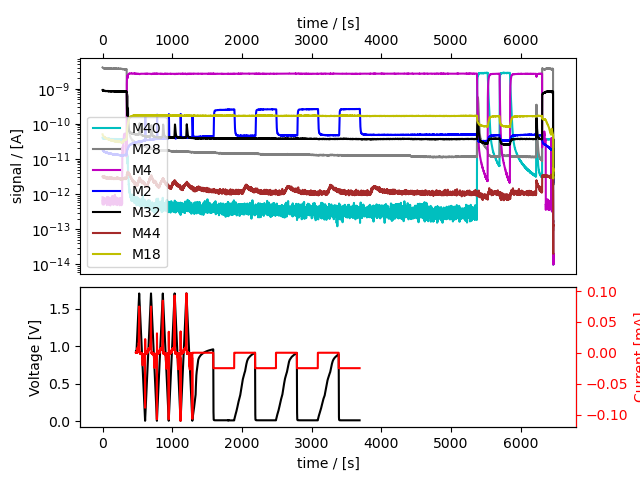 time / [s]
0 1000 2000 3000 4000 5000 6000
signal / [A]
10⁻⁹
10⁻¹⁰
10⁻¹¹
10⁻¹²
10⁻¹³
10⁻¹⁴
M40
M28
M4
M2
M32
M44
M18
Voltage [V]
1.5
1.0
0.5
0.0
0.10
0.05
0.00
−0.05
−0.10
Current [mA]
0 1000 2000 3000 4000 5000 6000
time / [s]